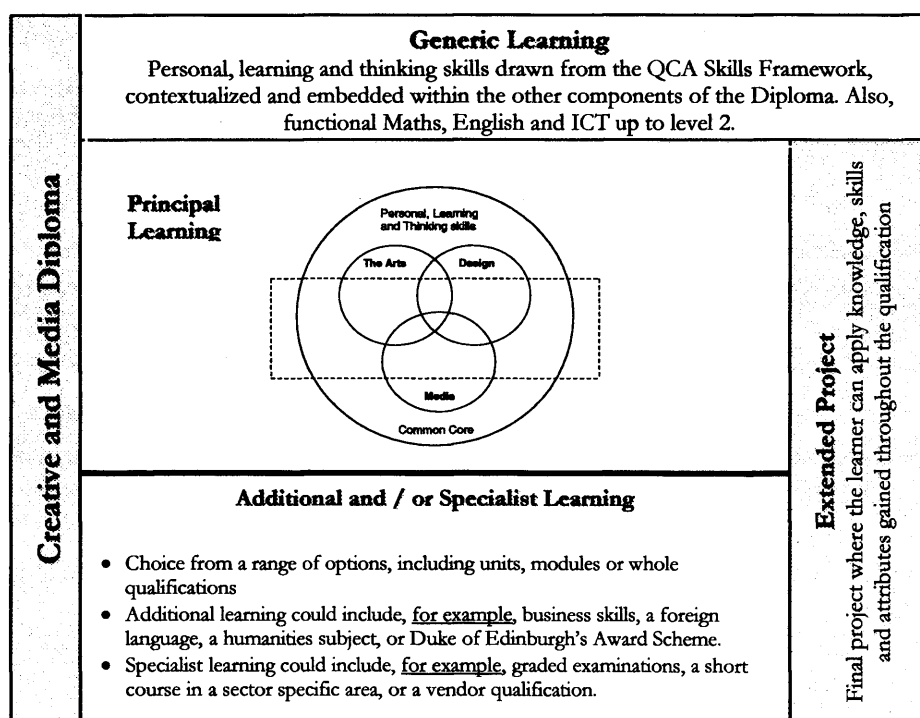 Creative and Media Diploma
Generic Learning
Personal, learning and thinking skills drawn from the QCA Skills Framework,
contextualized and embedded within the other components of the Diploma. Also,
functional Maths, English and ICT up to level 2.
Principal
Learning
Personal, Learning
and Thinking skills
The Arts
Design
Media
Common Core
Additional and / or Specialist Learning
• Choice from a range of options, including units, modules or whole
qualifications
• Additional learning could include, for example, business skills, a foreign
language, a humanities subject, or Duke of Edinburgh's Award Scheme.
• Specialist learning could include, for example, graded examinations, a short
course in a sector specific area, or a vendor qualification.
Extended Project
Final project where the learner can apply knowledge, skills
and attributes gained throughout the qualification